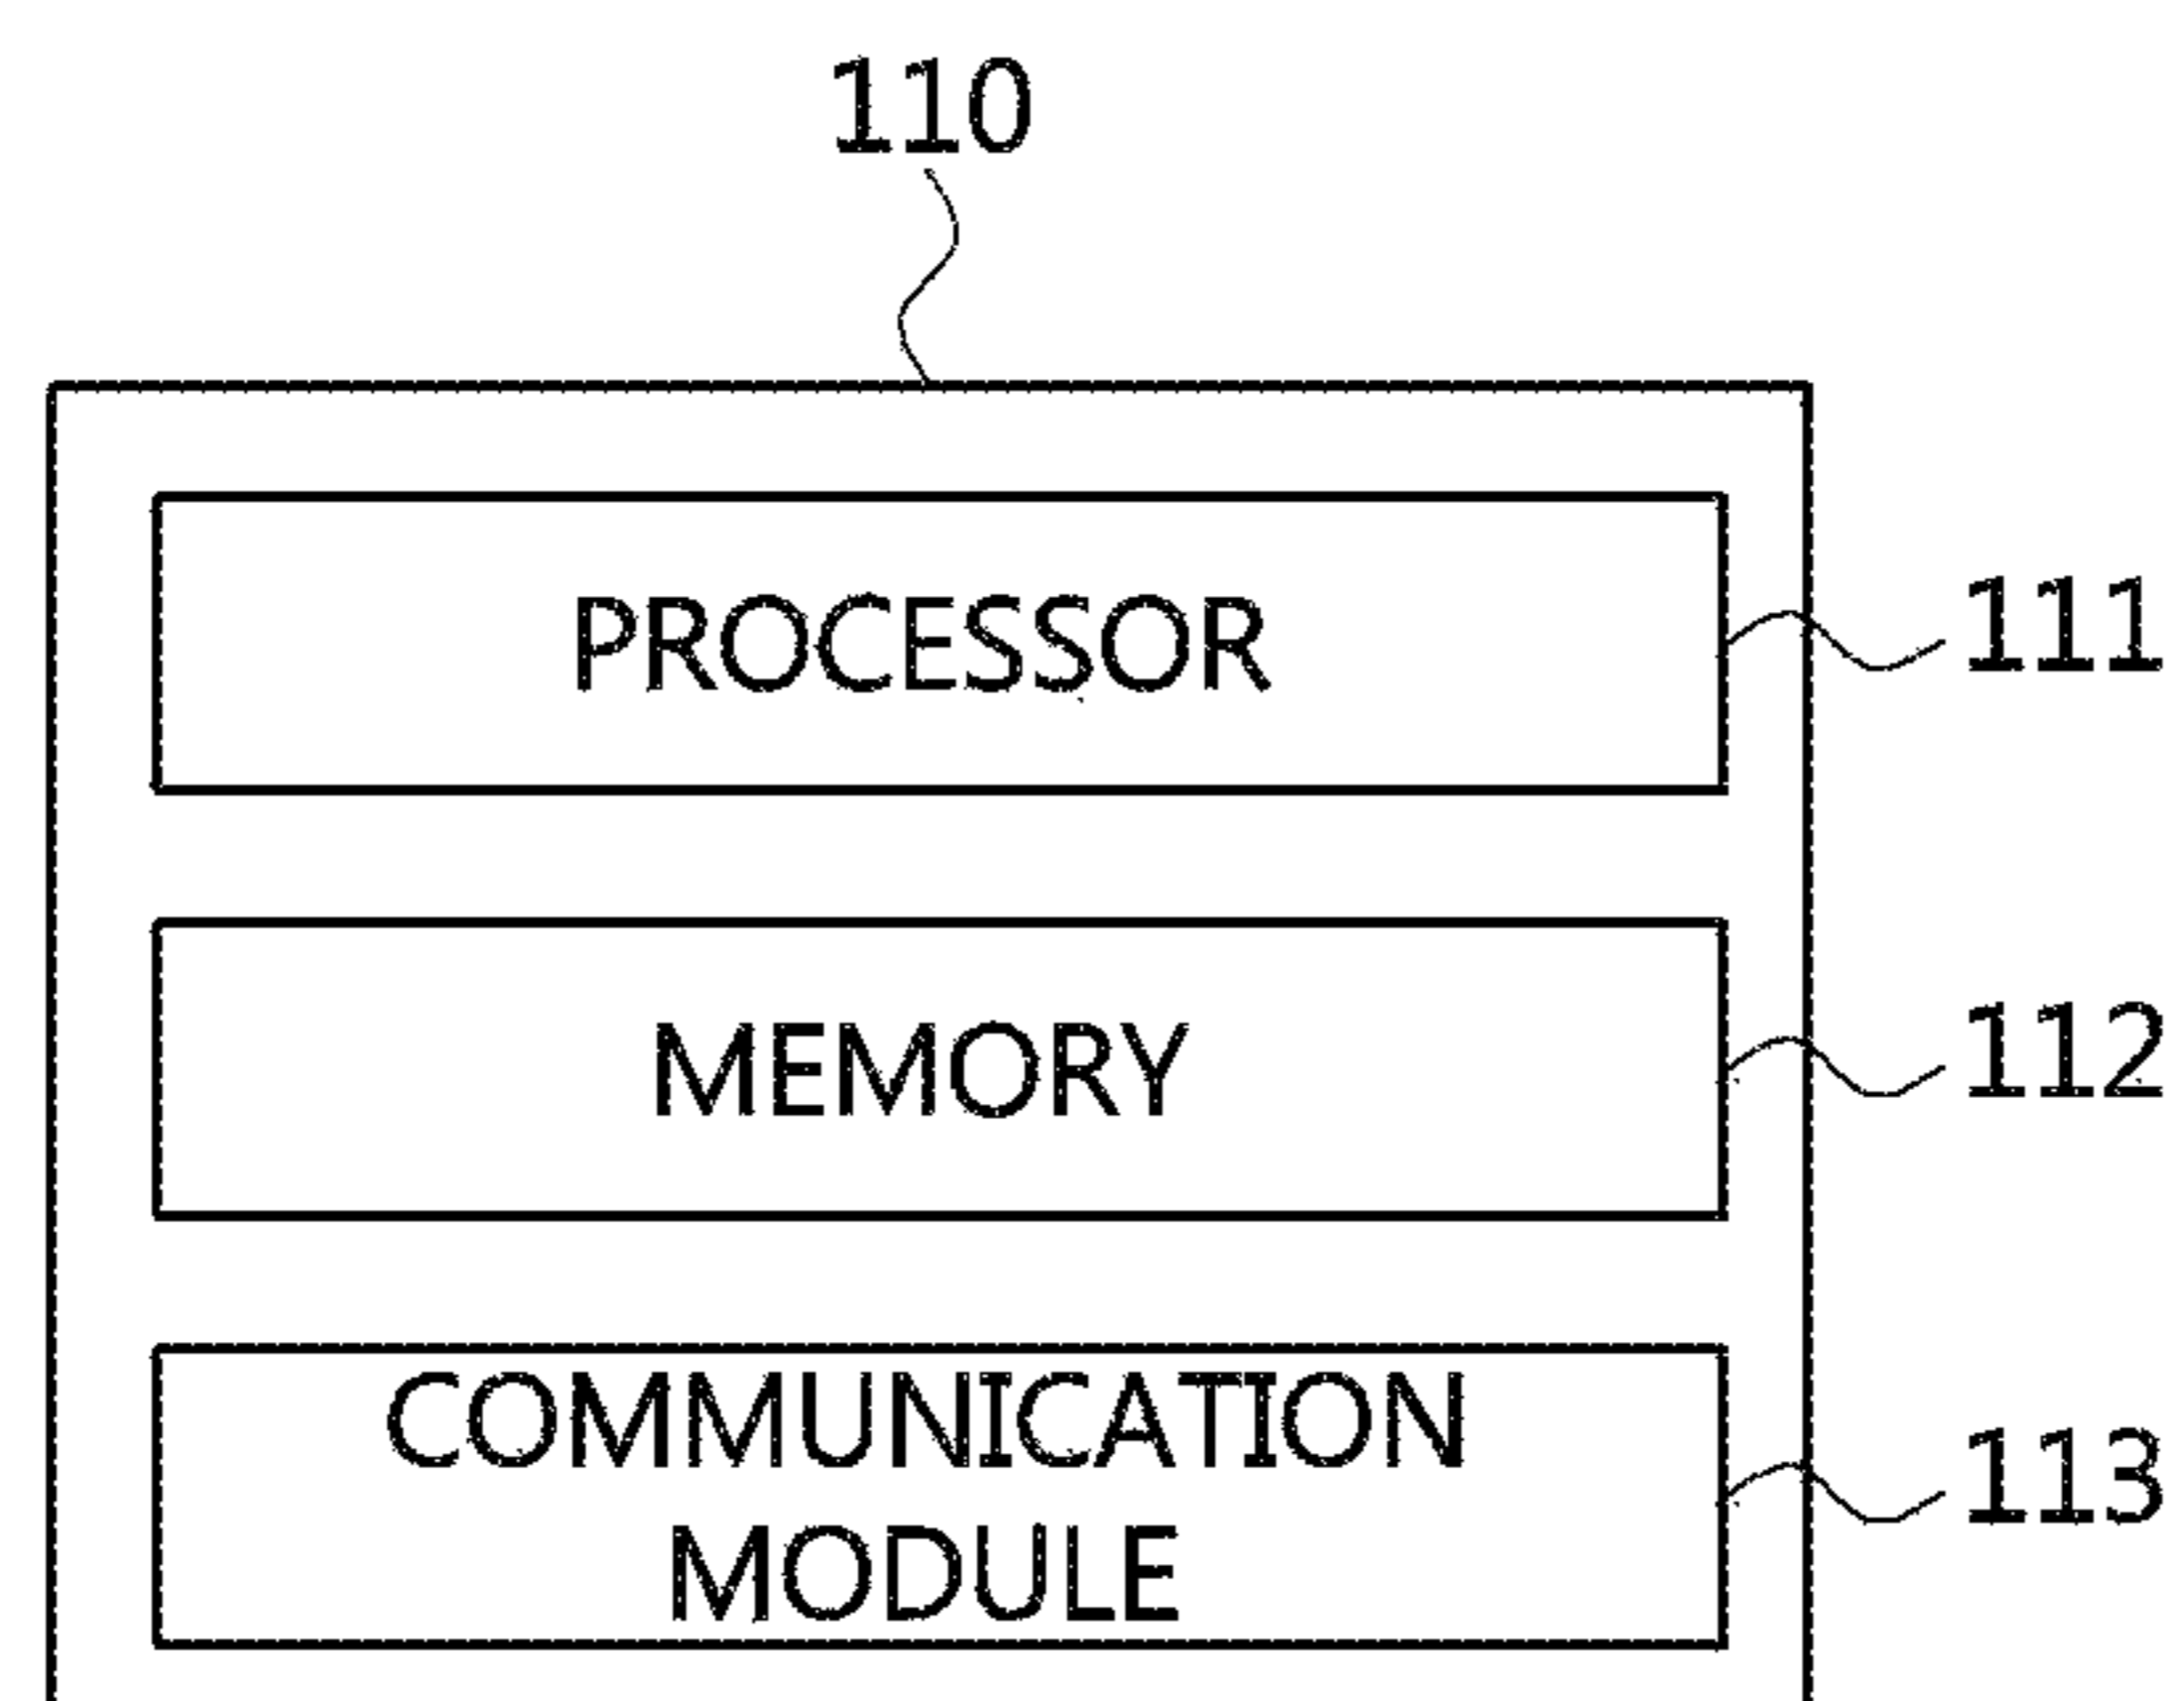 110
PROCESSOR
111
MEMORY
112
COMMUNICATION
MODULE
113